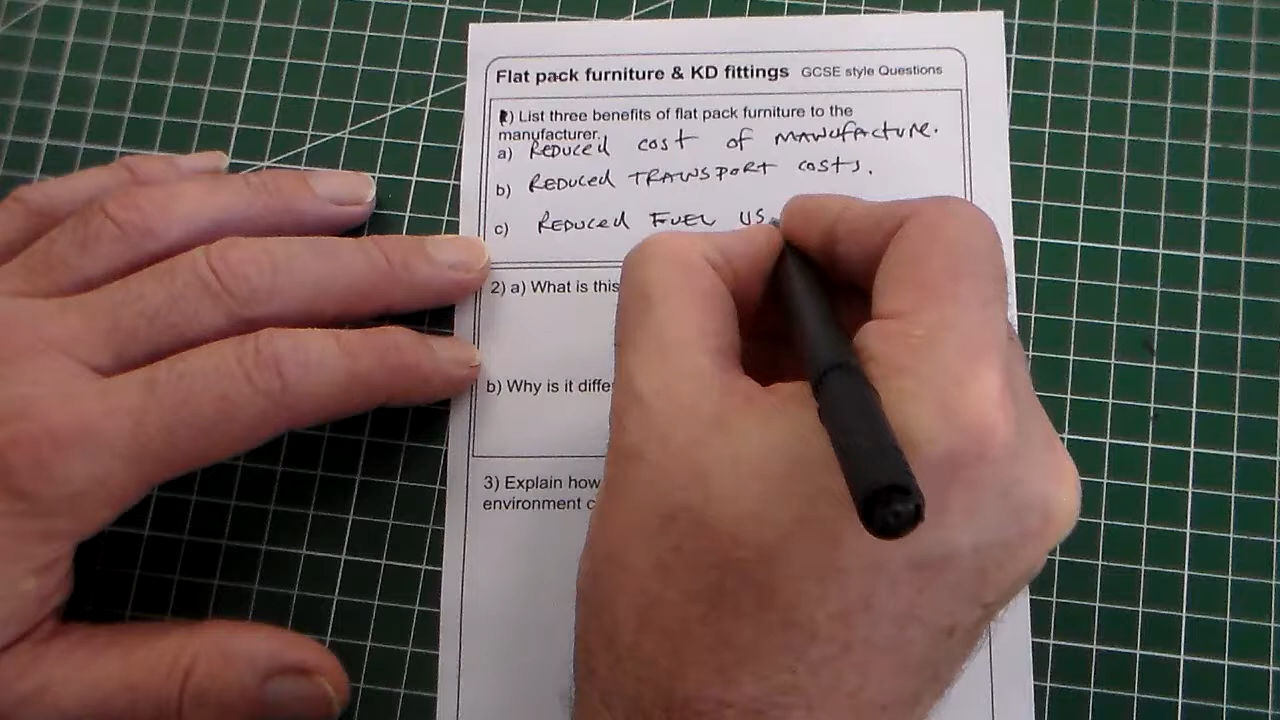 Flat pack furniture & KD fittings GCSE style Questions
1) List three benefits of flat pack furniture to the
manufacturer.
a) REDUCED COST OF MANUFACTURE.
b) REDUCED TRANSPORT COSTS.
c) REDUCED FUEL US
2) a) What is this
b) Why is it diffe
3) Explain how
environment c